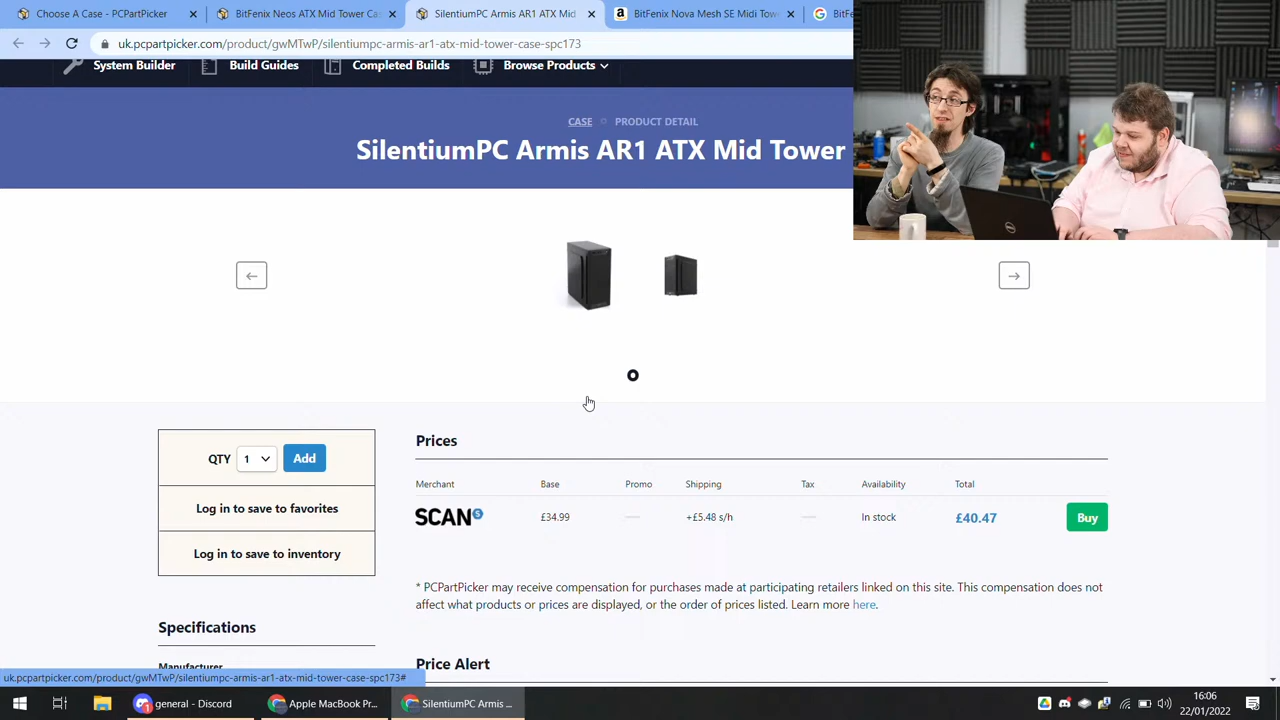 Choose A Case - PCPartPicker
BitFenix Neos ATX Mid Tower Ca
SilentiumPC Armis AR1 ATX Mid
BitFenix Nova Mesh SE Midi Tow
BitFe
uk.pcpartpicker.com/product/gwMTwP/silentiumpc-armis-ar1-atx-mid-tower-case-spc173
System Builder
Build Guides
Completed Builds
Browse Products
CASE
PRODUCT DETAIL
SilentiumPC Armis AR1 ATX Mid Tower
QTY 1 Add
Log in to save to favorites
Log in to save to inventory
Prices
Merchant Base Promo Shipping Tax Availability Total
SCAN £34.99 — +£5.48 s/h — In stock £40.47 Buy
* PCPartPicker may receive compensation for purchases made at participating retailers linked on this site. This compensation does not
affect what products or prices are displayed, or the order of prices listed. Learn more here.
Specifications
Manufacturer
Price Alert
uk.pcpartpicker.com/product/gwMTwP/silentiumpc-armis-ar1-atx-mid-tower-case-spc173#
general - Discord
Apple MacBook Pr...
SilentiumPC Armis ...
16:06
22/01/2022